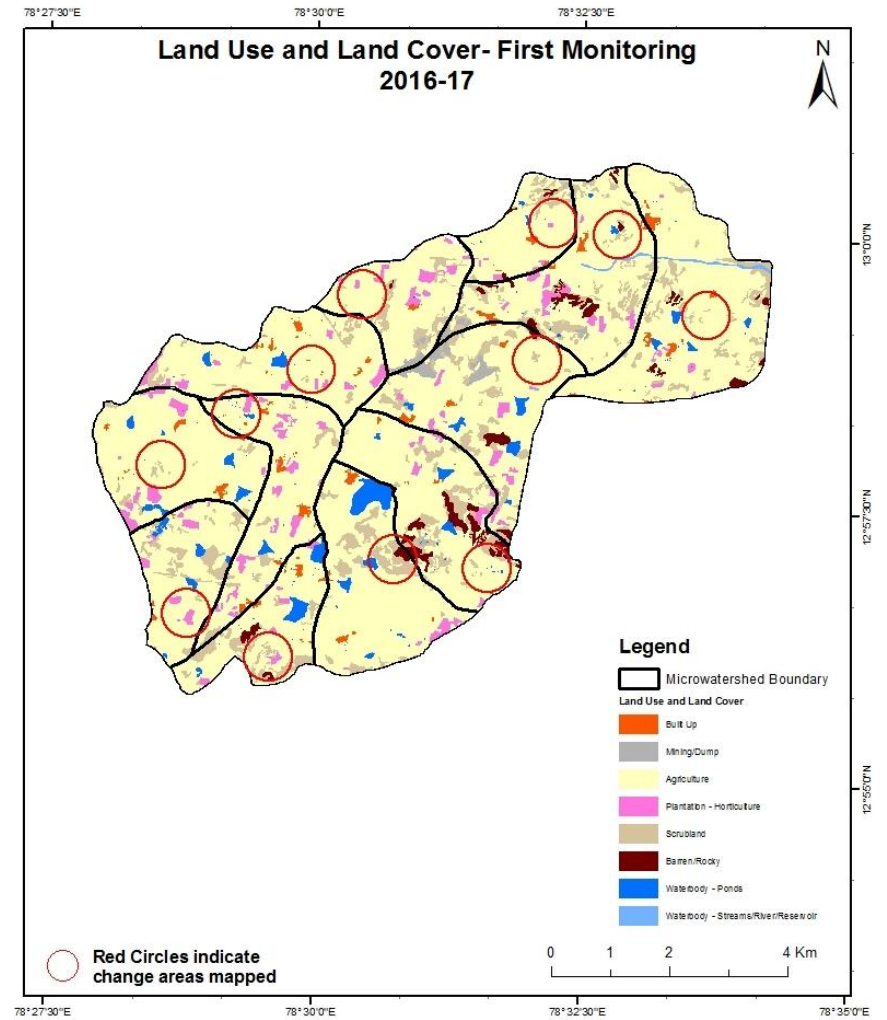 78°27'30"E 78°30'0"E 78°32'30"E
Land Use and Land Cover- First Monitoring
2016-17
N
13°0'0"N
12°57'30"N
12°55'0"N
Legend
Microwatershed Boundary
Land Use and Land Cover
Built Up
Mining/Dump
Agriculture
Plantation - Horticulture
Scrubland
Barren/Rocky
Waterbody - Ponds
Waterbody - Streams/River/Reservoir
0 1 2 4 Km
Red Circles indicate
change areas mapped
78°27'30"E 78°30'0"E 78°32'30"E 78°35'0"E